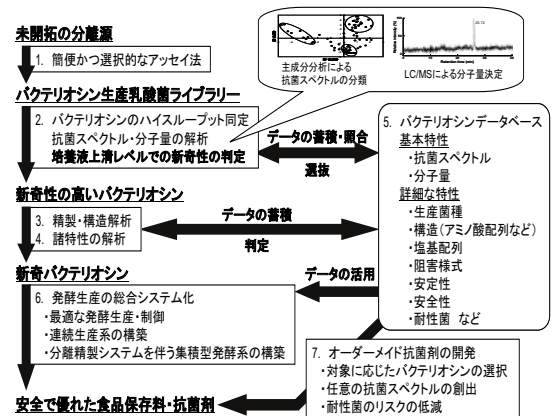 未開拓の分離源
1. 簡便かつ選択的なアッセイ法
主成分分析による
抗菌スペクトルの分類
LC/MSによる分子量決定
バクテリオシン生産乳酸菌ライブラリー
2. バクテリオシンのハイスループット同定
抗菌スペクトル・分子量の解析
培養液上清レベルでの新奇性の判定
データの蓄積・照合
選抜
新奇性の高いバクテリオシン
3. 精製・構造解析
4. 諸特性の解析
データの蓄積
判定
5. バクテリオシンデータベース
基本特性
・抗菌スペクトル
・分子量
詳細な特性
・生産菌種
・構造(アミノ酸配列など)
・塩基配列
・阻害様式
・安定性
・安全性
・耐性菌 など
新奇バクテリオシン
データの活用
6. 発酵生産の総合システム化
・最適な発酵生産・制御
・連続生産系の構築
・分離精製システムを伴う集積型発酵系の構築
7. オーダーメイド抗菌剤の開発
・対象に応じたバクテリオシンの選択
・任意の抗菌スペクトルの創出
・耐性菌のリスクの低減
安全で優れた食品保存料・抗菌剤